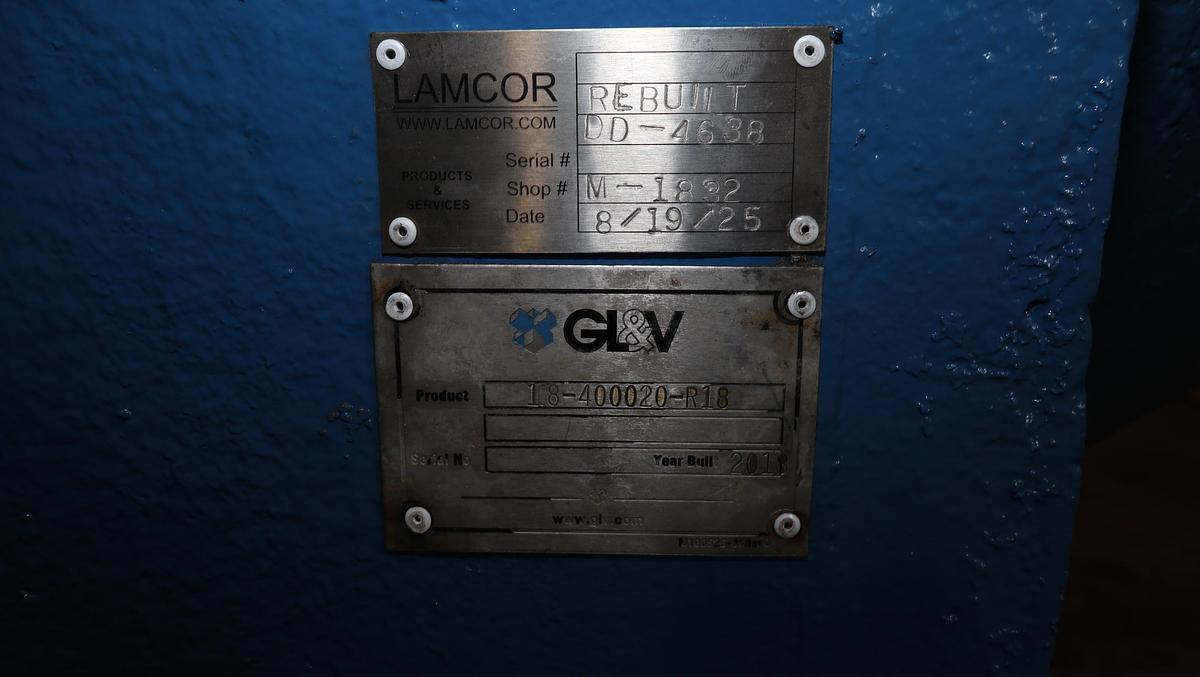 LAMCOR
WWW.LAMCOR.COM
PRODUCTS
&
SERVICES
REBUILT
DD-4638
Serial #
Shop # M-1832
Date 8/19/25
GL&V
Product 18-400020-R18
Serial No Year Built 2018
www.glv.com